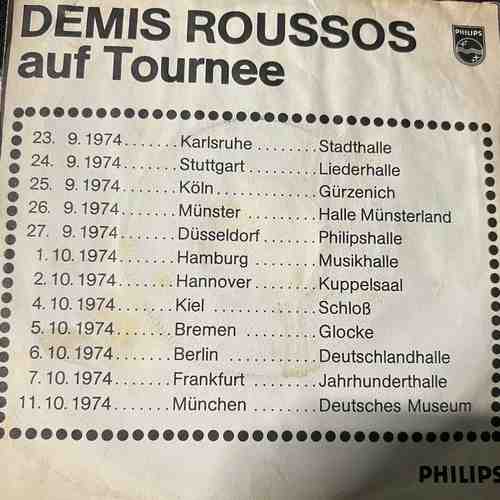 DEMIS ROUSSOS
auf Tournee
PHILIPS
23. 9. 1974.......Karlsruhe........Stadthalle
24. 9. 1974.......Stuttgart........Liederhalle
25. 9. 1974.......Köln.............Gürzenich
26. 9. 1974.......Münster.........Halle Münsterland
27. 9. 1974.......Düsseldorf......Philipshalle
1. 10. 1974.......Hamburg........Musikhalle
2. 10. 1974.......Hannover.......Kuppelsaal
4. 10. 1974.......Kiel.............Schloß
5. 10. 1974.......Bremen.........Glocke
6. 10. 1974.......Berlin..........Deutschlandhalle
7. 10. 1974.......Frankfurt.......Jahrhunderthalle
11. 10. 1974.......München.......Deutsches Museum
PHILIPS